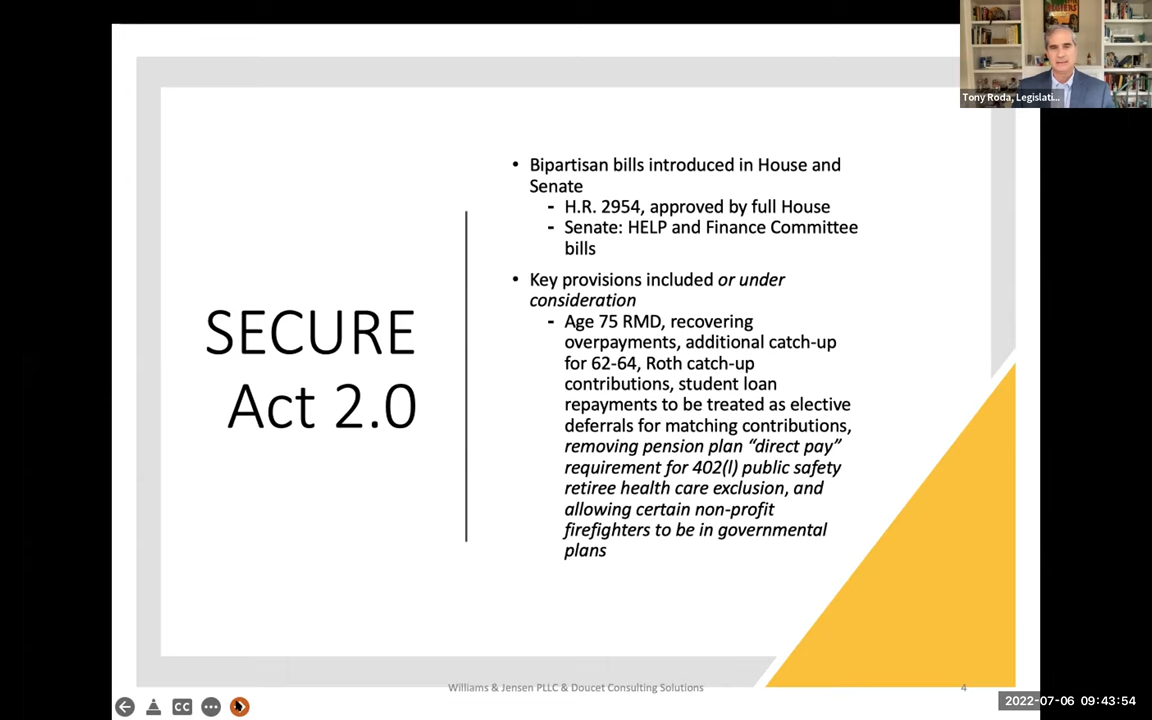 Tony Roda, Legislati...
SECURE
Act 2.0
• Bipartisan bills introduced in House and
Senate
- H.R. 2954, approved by full House
- Senate: HELP and Finance Committee
bills
• Key provisions included or under
consideration
- Age 75 RMD, recovering
overpayments, additional catch-up
for 62-64, Roth catch-up
contributions, student loan
repayments to be treated as elective
deferrals for matching contributions,
removing pension plan “direct pay”
requirement for 402(l) public safety
retiree health care exclusion, and
allowing certain non-profit
firefighters to be in governmental
plans
Williams & Jensen PLLC & Doucet Consulting Solutions
4
CC
2022-07-06 09:43:54